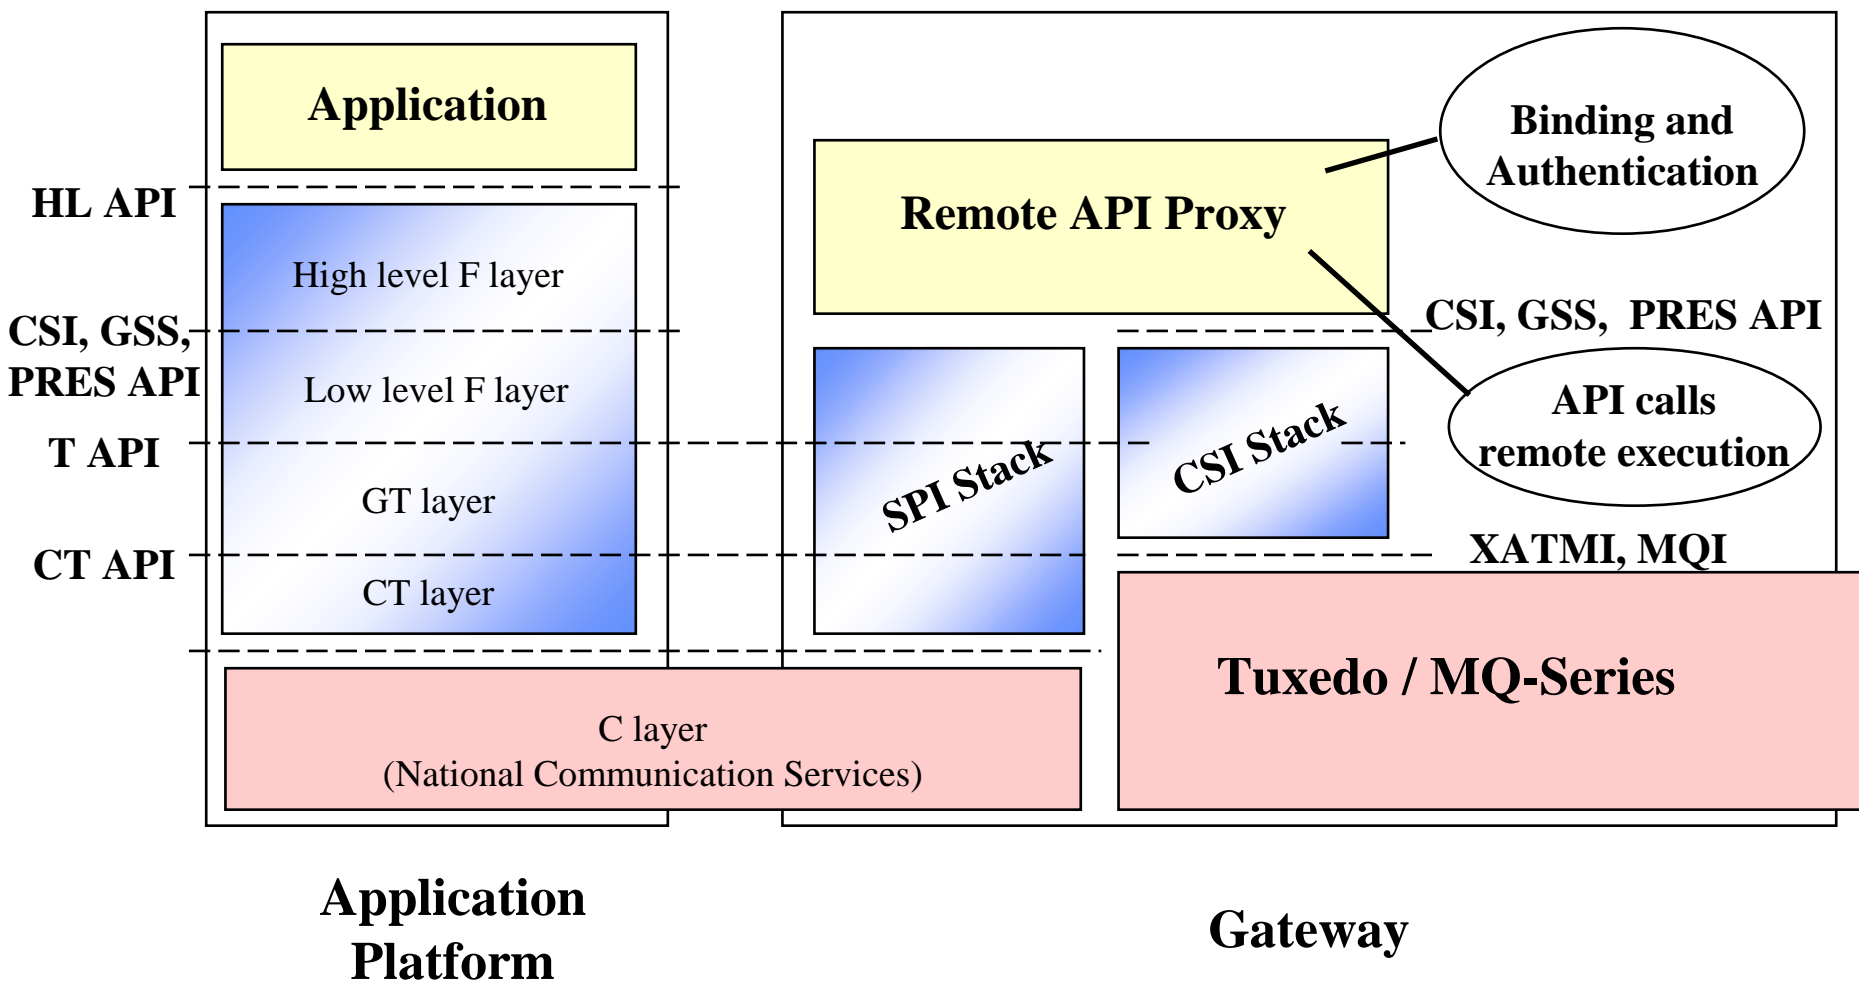 Application
HL API
High level F layer
CSI, GSS,
PRES API
Low level F layer
T API
GT layer
CT API
CT layer
C layer
(National Communication Services)
Application
Platform
Binding and
Authentication
Remote API Proxy
CSI, GSS,  PRES API
API calls
remote execution
SPI Stack
CSI Stack
XATMI, MQI
Tuxedo / MQ-Series
Gateway